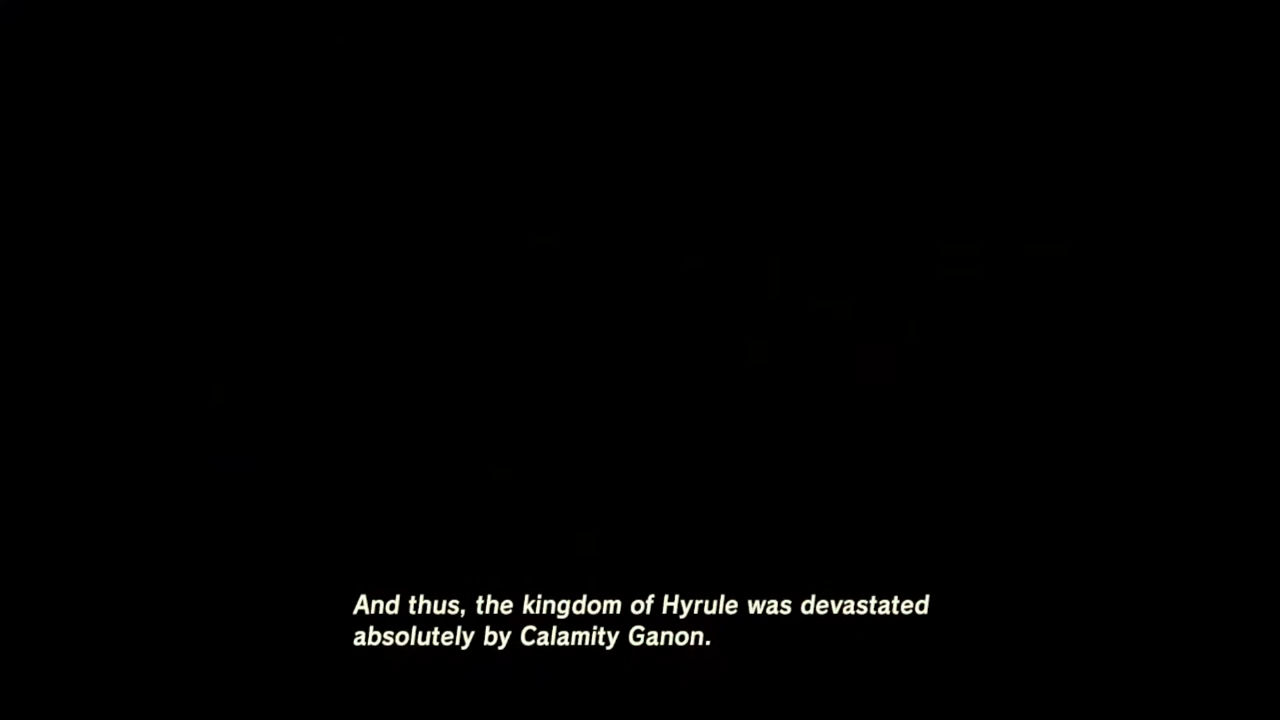 And thus, the kingdom of Hyrule was devastated
absolutely by Calamity Ganon.